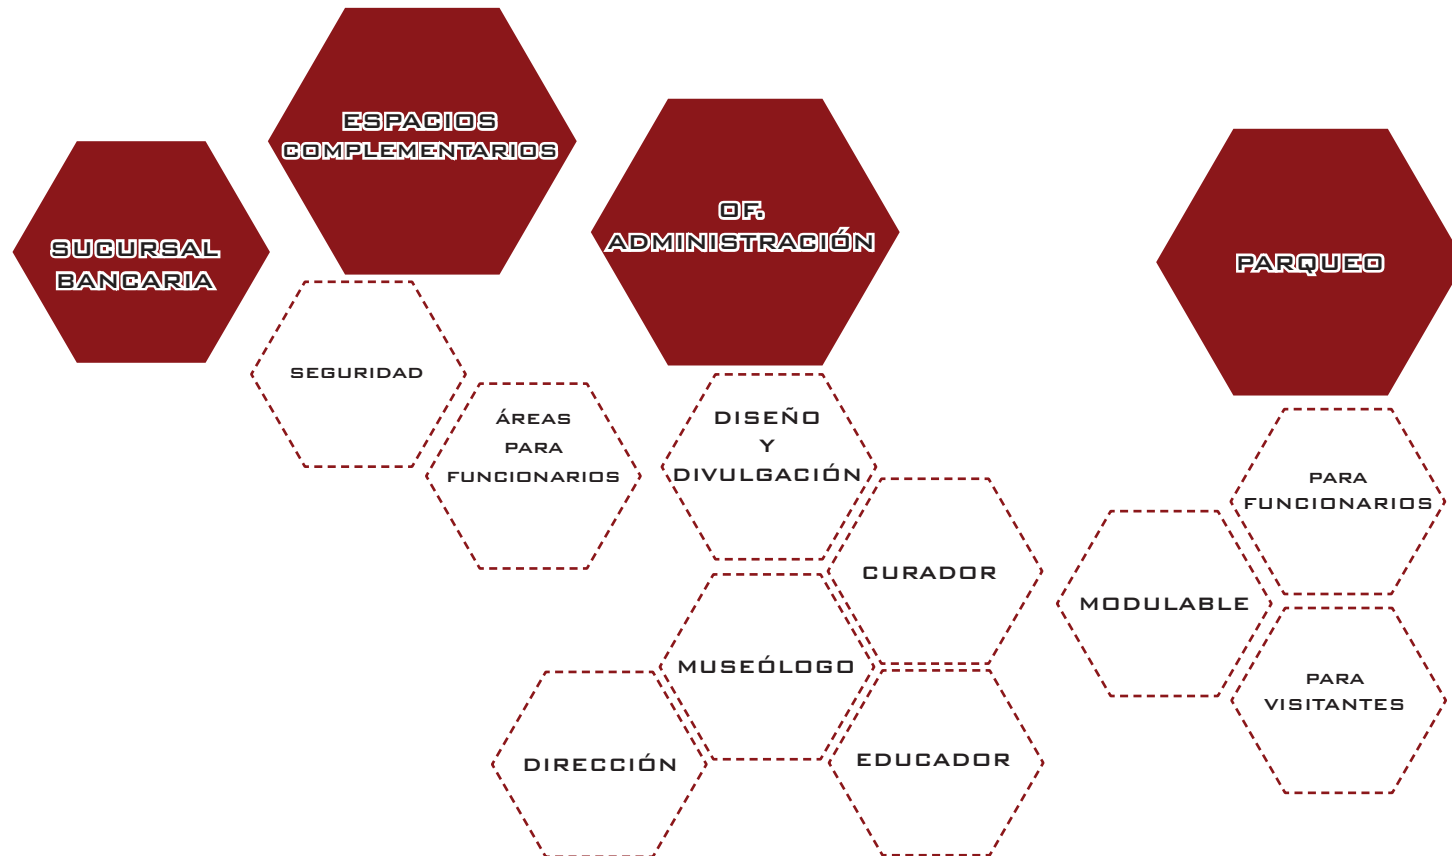 ESPACIOS
COMPLEMENTARIOS
SUCURSAL
BANCARIA
OF.
ADMINISTRACIÓN
PARQUEO
SEGURIDAD
ÁREAS
PARA
FUNCIONARIOS
DISEÑO
Y
DIVULGACIÓN
CURADOR
MUSEÓLOGO
DIRECCIÓN
EDUCADOR
PARA
FUNCIONARIOS
MODULABLE
PARA
VISITANTES